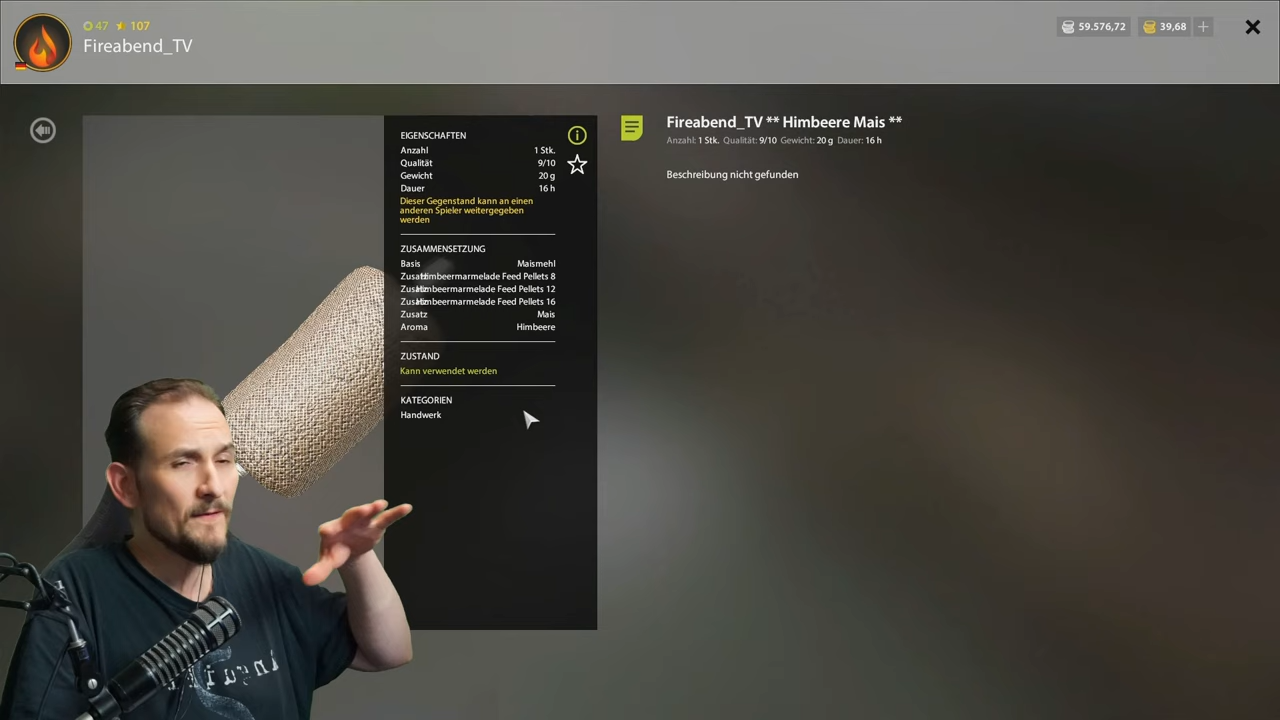 47 107
Fireabend_TV
59.576,72
39,68
EIGENSCHAFTEN
Anzahl 1 Stk.
Qualität 9/10
Gewicht 20 g
Dauer 16 h
Dieser Gegenstand kann an einen
anderen Spieler weitergegeben
werden
ZUSAMMENSETZUNG
Basis Maismehl
Zusatz Himbeermarmelade Feed Pellets 8
Zusatz Himbeermarmelade Feed Pellets 12
Zusatz Himbeermarmelade Feed Pellets 16
Zusatz Mais
Aroma Himbeere
ZUSTAND
Kann verwendet werden
KATEGORIEN
Handwerk
Fireabend_TV ** Himbeere Mais **
Anzahl: 1 Stk. Qualität: 9/10 Gewicht: 20 g Dauer: 16 h
Beschreibung nicht gefunden